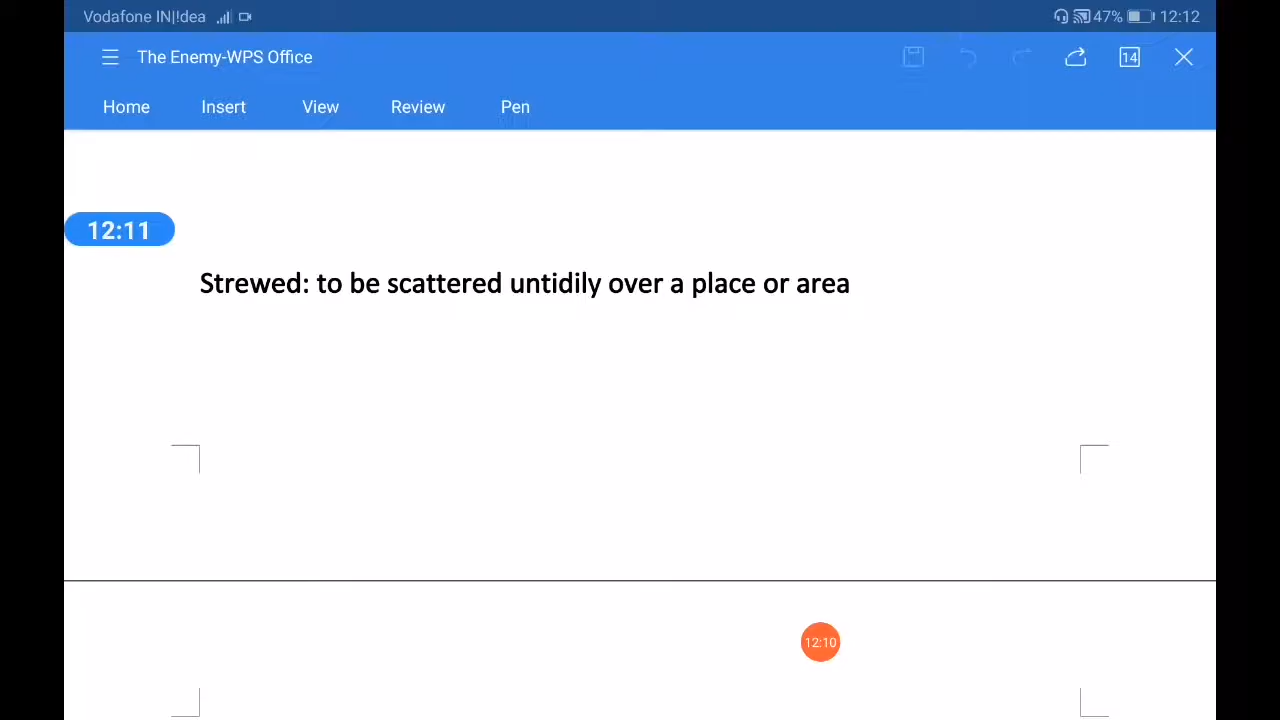 Vodafone IN|!dea 47% 12:12
The Enemy-WPS Office 14
Home Insert View Review Pen
12:11
Strewed: to be scattered untidily over a place or area
12:10